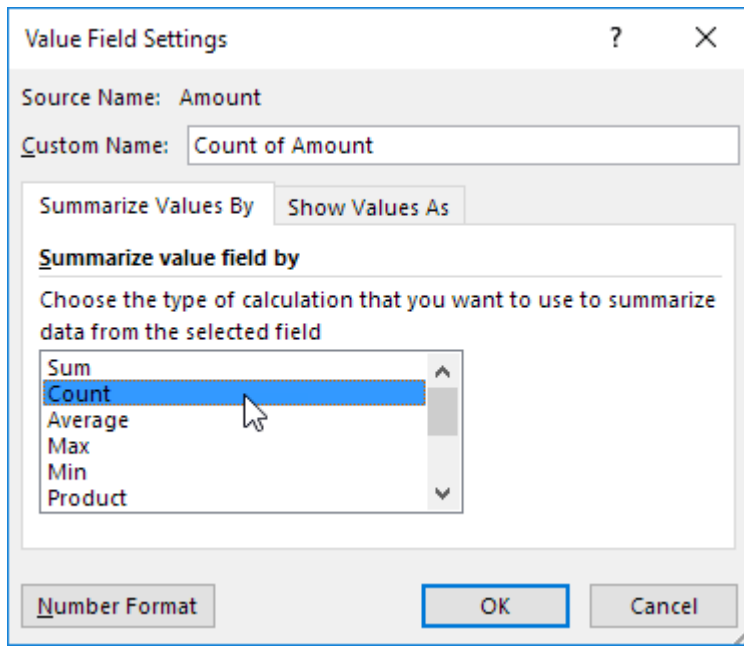 Value Field Settings ?
Source Name: Amount
Custom Name: Count of Amount
Summarize Values By Show Values As
Summarize value field by
Choose the type of calculation that you want to use to summarize
data from the selected field
Sum
Count
Average
Max
Min
Product
Number Format OK Cancel